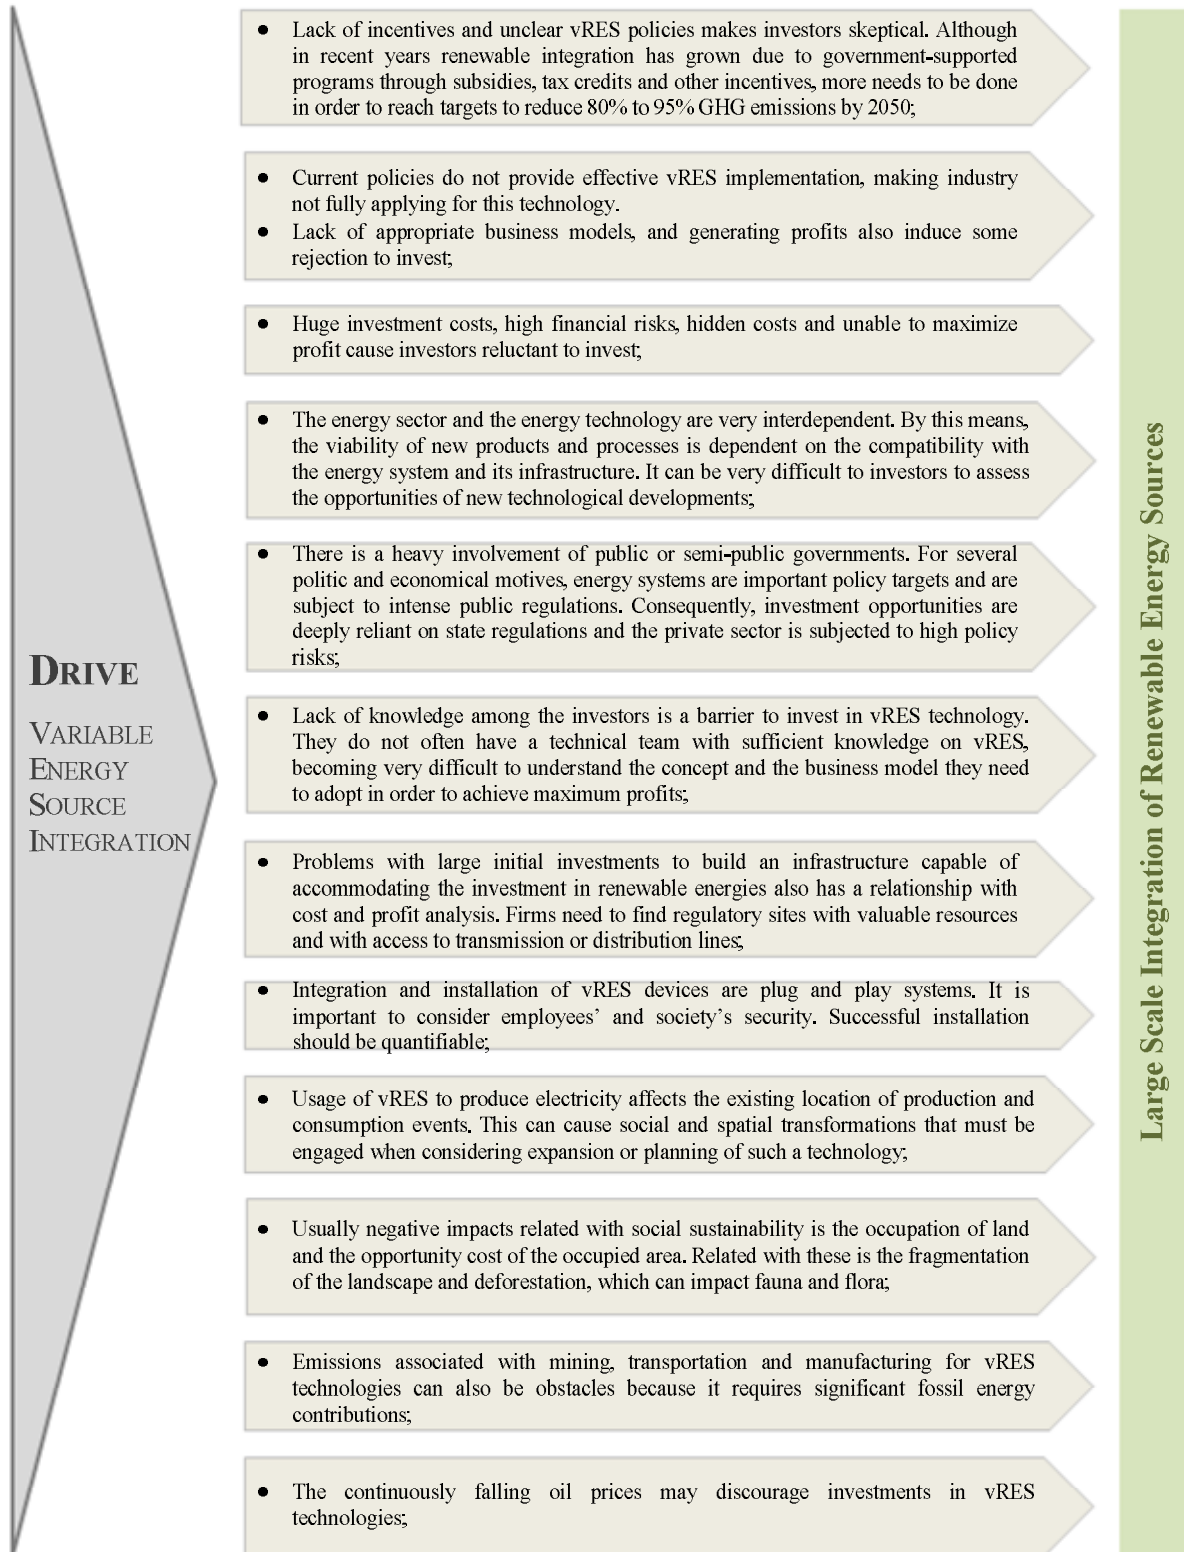 DRIVE
VARIABLE
ENERGY
SOURCE
INTEGRATION
• Lack of incentives and unclear vRES policies makes investors skeptical. Although
in recent years renewable integration has grown due to government-supported
programs through subsidies, tax credits and other incentives, more needs to be done
in order to reach targets to reduce 80% to 95% GHG emissions by 2050;
• Current policies do not provide effective vRES implementation, making industry
not fully applying for this technology.
• Lack of appropriate business models, and generating profits also induce some
rejection to invest;
• Huge investment costs, high financial risks, hidden costs and unable to maximize
profit cause investors reluctant to invest;
• The energy sector and the energy technology are very interdependent. By this means,
the viability of new products and processes is dependent on the compatibility with
the energy system and its infrastructure. It can be very difficult to investors to assess
the opportunities of new technological developments;
• There is a heavy involvement of public or semi-public governments. For several
politic and economical motives, energy systems are important policy targets and are
subject to intense public regulations. Consequently, investment opportunities are
deeply reliant on state regulations and the private sector is subjected to high policy
risks;
• Lack of knowledge among the investors is a barrier to invest in vRES technology.
They do not often have a technical team with sufficient knowledge on vRES,
becoming very difficult to understand the concept and the business model they need
to adopt in order to achieve maximum profits;
• Problems with large initial investments to build an infrastructure capable of
accommodating the investment in renewable energies also has a relationship with
cost and profit analysis. Firms need to find regulatory sites with valuable resources
and with access to transmission or distribution lines;
• Integration and installation of vRES devices are plug and play systems. It is
important to consider employees’ and society’s security. Successful installation
should be quantifiable;
• Usage of vRES to produce electricity affects the existing location of production and
consumption events. This can cause social and spatial transformations that must be
engaged when considering expansion or planning of such a technology;
• Usually negative impacts related with social sustainability is the occupation of land
and the opportunity cost of the occupied area. Related with these is the fragmentation
of the landscape and deforestation, which can impact fauna and flora;
• Emissions associated with mining, transportation and manufacturing for vRES
technologies can also be obstacles because it requires significant fossil energy
contributions;
• The continuously falling oil prices may discourage investments in vRES
technologies;
Large Scale Integration of Renewable Energy Sources